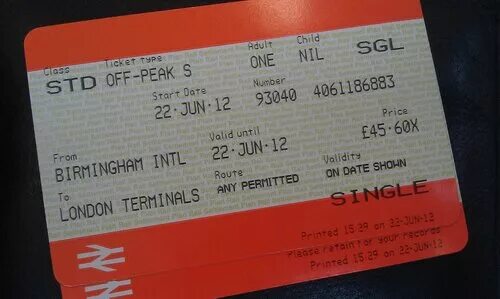 Class Ticket type Adult Child
STD OFF-PEAK S ONE NIL SGL
Start Date Number
22·JUN·12 93040 4061186883
From Valid until Price
BIRMINGHAM INTL 22·JUN·12 £45·60X
To Route Validity
LONDON TERMINALS ANY PERMITTED ON DATE SHOWN
SINGLE
Printed 15:29 on 22-JUN-12
Please retain for your records
Printed 15:29 on 22-JUN-12